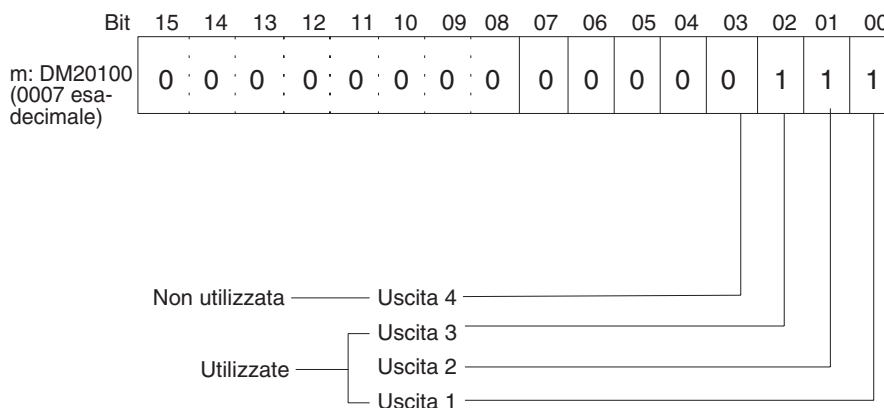 Bit 15 14 13 12 11 10 09 08 07 06 05 04 03 02 01 00
m: DM20100
(0007 esa-
decimale)
0 0 0 0 0 0 0 0 0 0 0 0 0 1 1 1
Non utilizzata Uscita 4
Uscita 3
Utilizzate Uscita 2
Uscita 1